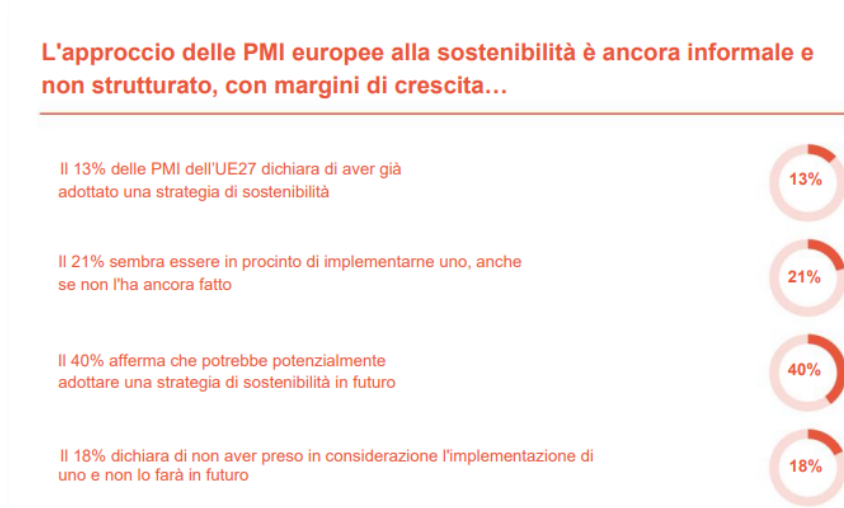 L'approccio delle PMI europee alla sostenibilità è ancora informale e
non strutturato, con margini di crescita…
Il 13% delle PMI dell'UE27 dichiara di aver già
adottato una strategia di sostenibilità
13%
Il 21% sembra essere in procinto di implementarne uno, anche
se non l'ha ancora fatto
21%
Il 40% afferma che potrebbe potenzialmente
adottare una strategia di sostenibilità in futuro
40%
Il 18% dichiara di non aver preso in considerazione l'implementazione di
uno e non lo farà in futuro
18%